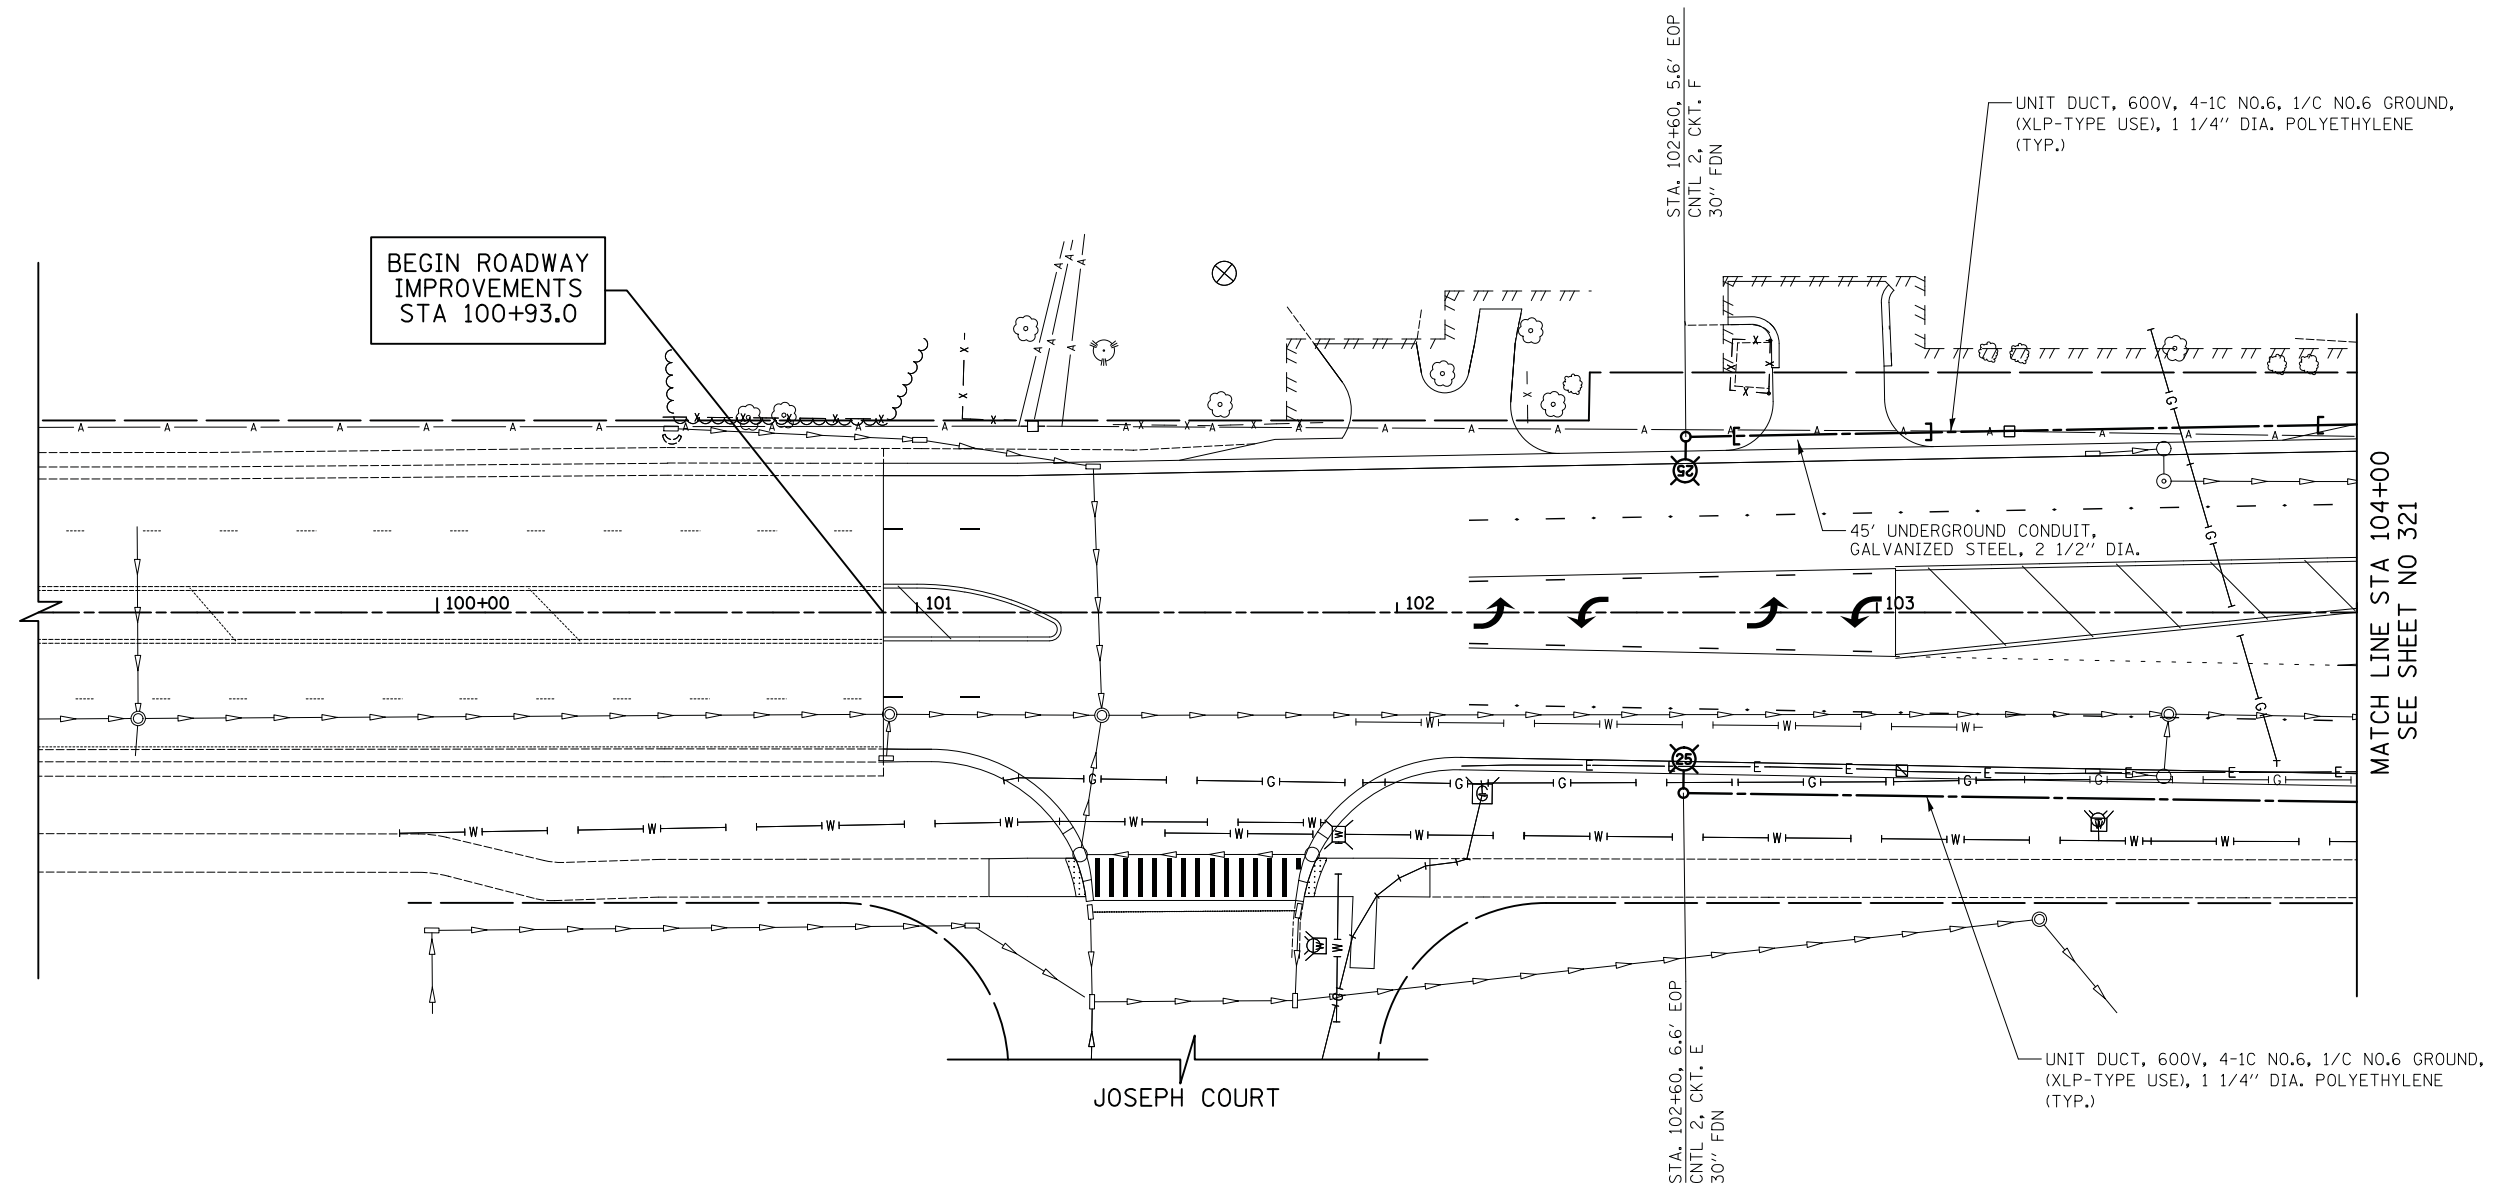 STA. 102+60, 5.6' EOP
CNTL 2, CKT. F
30'' FDN
UNIT DUCT, 600V, 4-1C NO.6, 1/C NO.6 GROUND,
(XLP-TYPE USE), 1 1/4'' DIA. POLYETHYLENE
(TYP.)
BEGIN ROADWAY
IMPROVEMENTS
STA 100+93.0
A A A
A A A
X X X X X
X X X X
X X X X X X
A A A A A A A A A A A A A A A A A A A A A A A A A A
25
G
45' UNDERGROUND CONDUIT,
GALVANIZED STEEL, 2 1/2'' DIA.
G
MATCH LINE STA 104+00
SEE SHEET NO 321
100+00
101
102
103
G
W W W W
25
E E E E E E E
G G G G G G G G
G
W W W W W W W W W W W W W
W
W
W
W
G
STA. 102+60, 6.6' EOP
CNTL 2, CKT. E
30'' FDN
UNIT DUCT, 600V, 4-1C NO.6, 1/C NO.6 GROUND,
(XLP-TYPE USE), 1 1/4'' DIA. POLYETHYLENE
(TYP.)
JOSEPH COURT